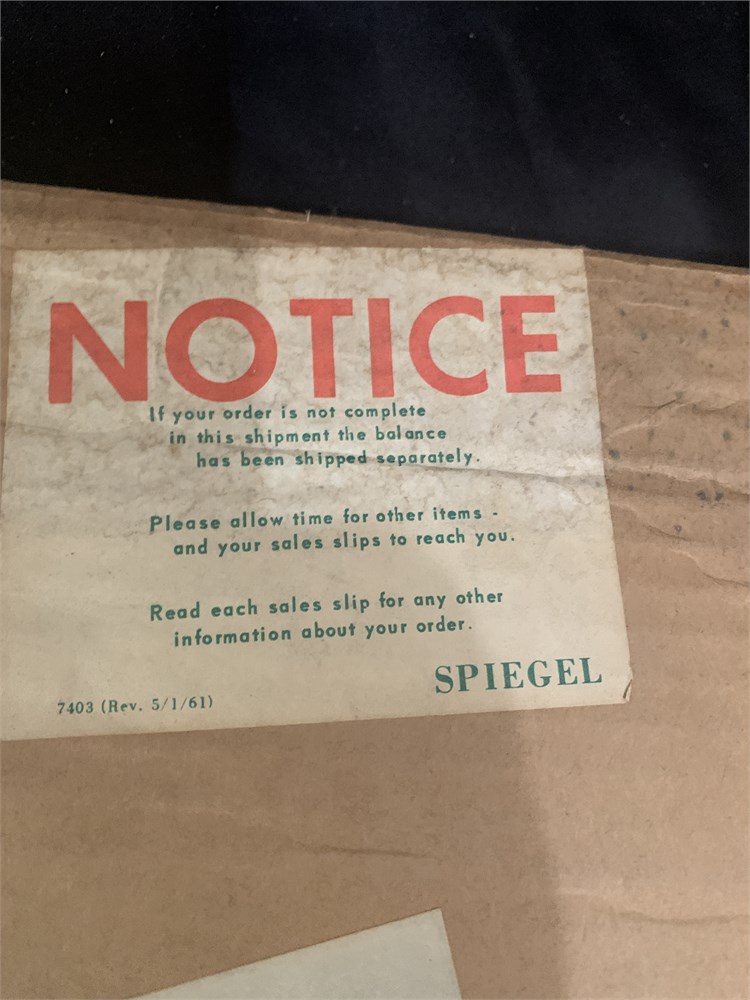 NOTICE
If your order is not complete
in this shipment the balance
has been shipped separately.
Please allow time for other items -
and your sales slips to reach you.
Read each sales slip for any other
information about your order.
SPIEGEL
7403 (Rev. 5/1/61)